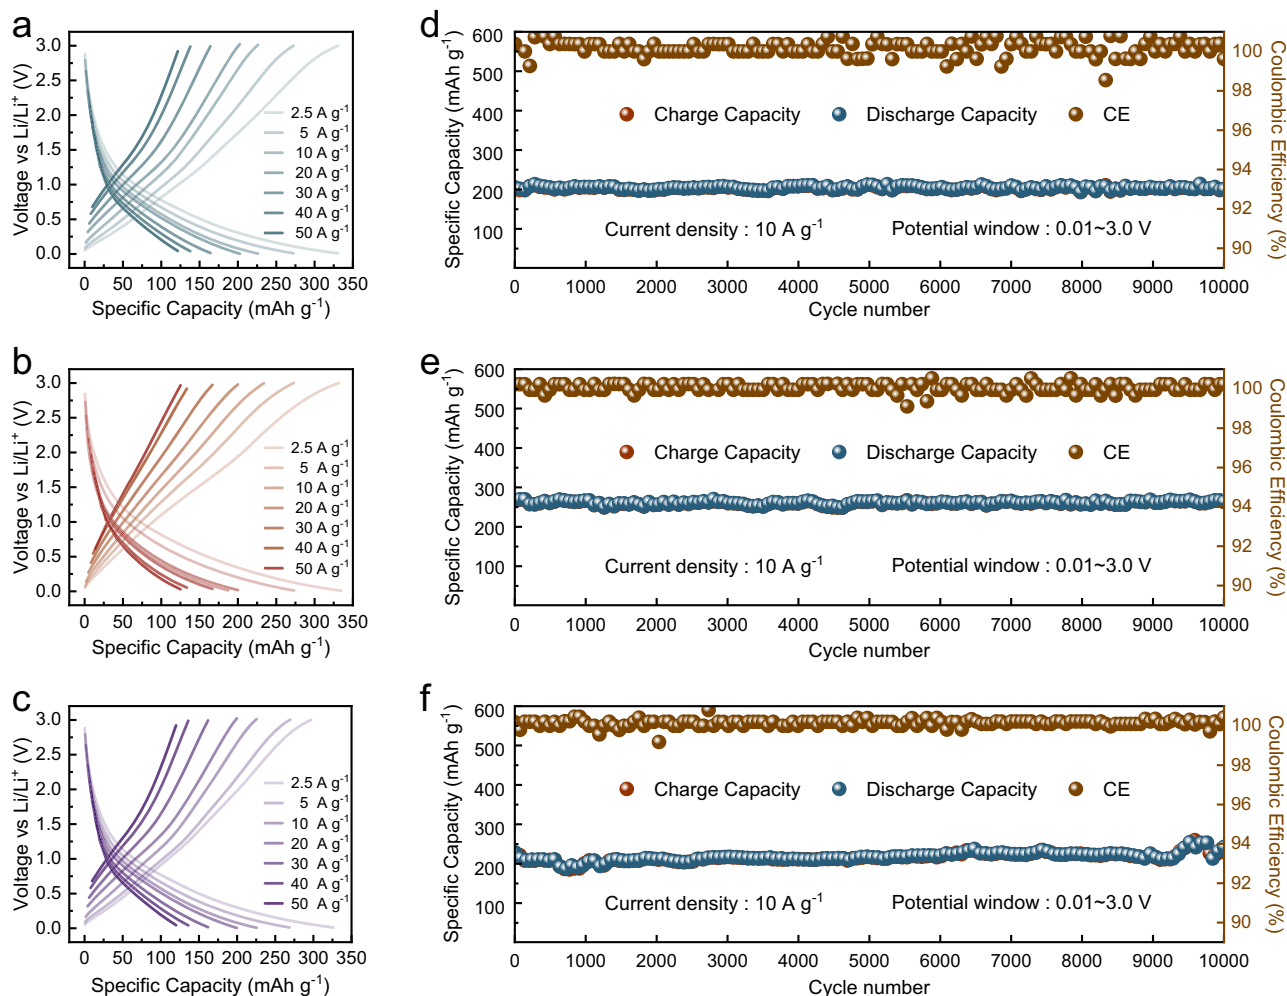 a
3.0
2.5
2.0
1.5
1.0
0.5
0.0
Voltage vs Li/Li⁺ (V)
2.5 A g⁻¹
5 A g⁻¹
10 A g⁻¹
20 A g⁻¹
30 A g⁻¹
40 A g⁻¹
50 A g⁻¹
0 50 100 150 200 250 300 350
Specific Capacity (mAh g⁻¹)
d
600
500
400
300
200
100
Specific Capacity (mAh g⁻¹)
Charge Capacity Discharge Capacity CE
Current density : 10 A g⁻¹ Potential window : 0.01~3.0 V
100
98
96
94
92
90
Coulombic Efficiency (%)
0 1000 2000 3000 4000 5000 6000 7000 8000 9000 10000
Cycle number
b
3.0
2.5
2.0
1.5
1.0
0.5
0.0
Voltage vs Li/Li⁺ (V)
2.5 A g⁻¹
5 A g⁻¹
10 A g⁻¹
20 A g⁻¹
30 A g⁻¹
40 A g⁻¹
50 A g⁻¹
0 50 100 150 200 250 300 350
Specific Capacity (mAh g⁻¹)
e
600
500
400
300
200
100
Specific Capacity (mAh g⁻¹)
Charge Capacity Discharge Capacity CE
Current density : 10 A g⁻¹ Potential window : 0.01~3.0 V
100
98
96
94
92
90
Coulombic Efficiency (%)
0 1000 2000 3000 4000 5000 6000 7000 8000 9000 10000
Cycle number
c
3.0
2.5
2.0
1.5
1.0
0.5
0.0
Voltage vs Li/Li⁺ (V)
2.5 A g⁻¹
5 A g⁻¹
10 A g⁻¹
20 A g⁻¹
30 A g⁻¹
40 A g⁻¹
50 A g⁻¹
0 50 100 150 200 250 300 350
Specific Capacity (mAh g⁻¹)
f
600
500
400
300
200
100
Specific Capacity (mAh g⁻¹)
Charge Capacity Discharge Capacity CE
Current density : 10 A g⁻¹ Potential window : 0.01~3.0 V
100
98
96
94
92
90
Coulombic Efficiency (%)
0 1000 2000 3000 4000 5000 6000 7000 8000 9000 10000
Cycle number